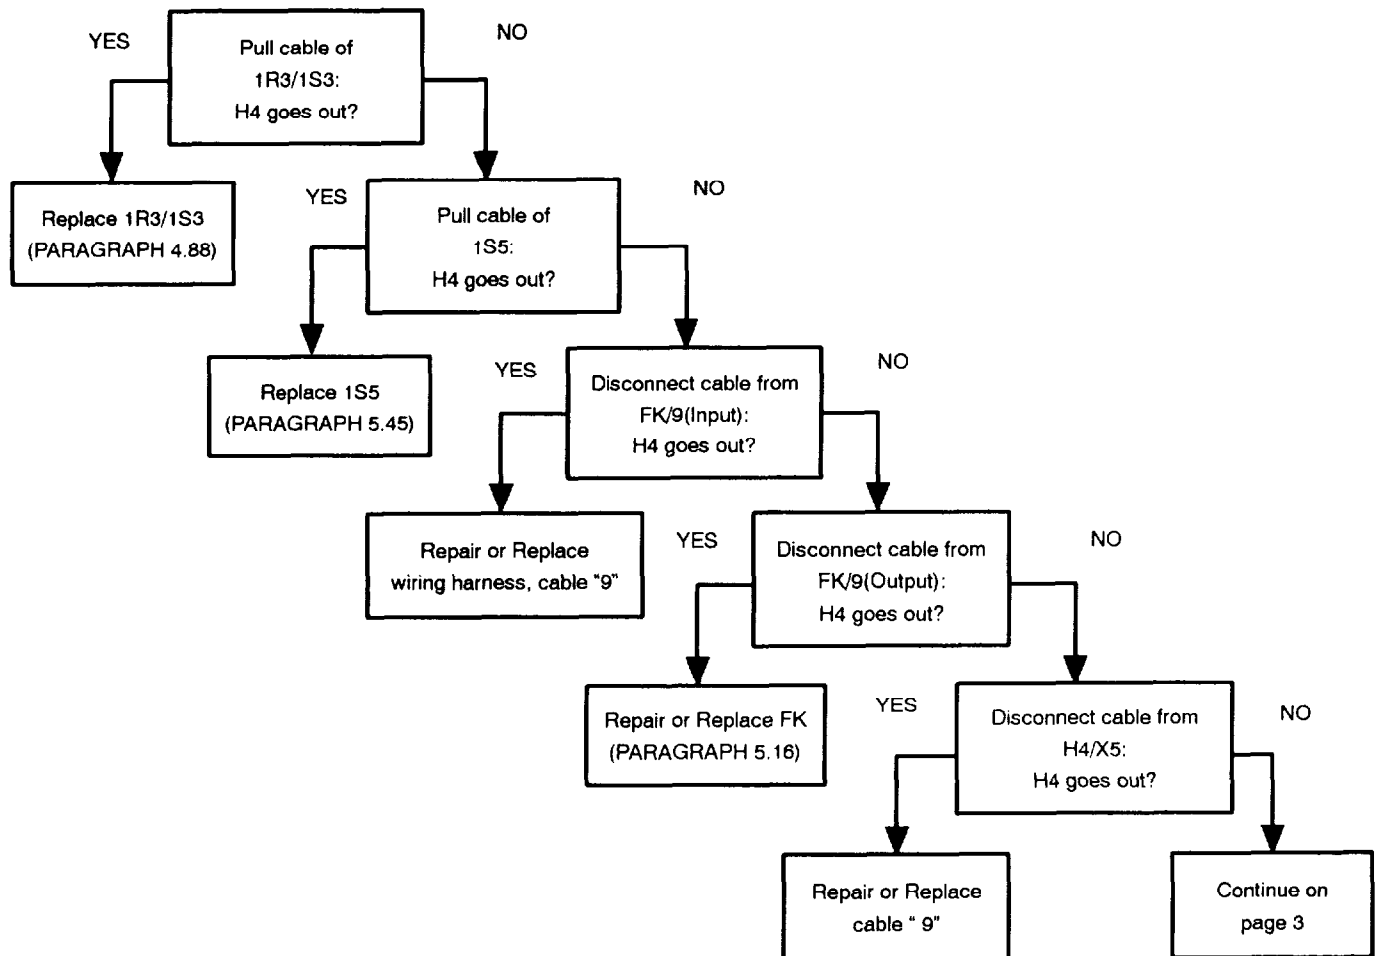 YES
NO
Pull cable of
1R3/1S3:
H4 goes out?
Replace 1R3/1S3
(PARAGRAPH 4.88)
YES
NO
Pull cable of
1S5:
H4 goes out?
Replace 1S5
(PARAGRAPH 5.45)
YES
NO
Disconnect cable from
FK/9(Input):
H4 goes out?
Repair or Replace
wiring harness, cable "9"
YES
NO
Disconnect cable from
FK/9(Output):
H4 goes out?
Repair or Replace FK
(PARAGRAPH 5.16)
YES
NO
Disconnect cable from
H4/X5:
H4 goes out?
Repair or Replace
cable " 9"
Continue on
page 3